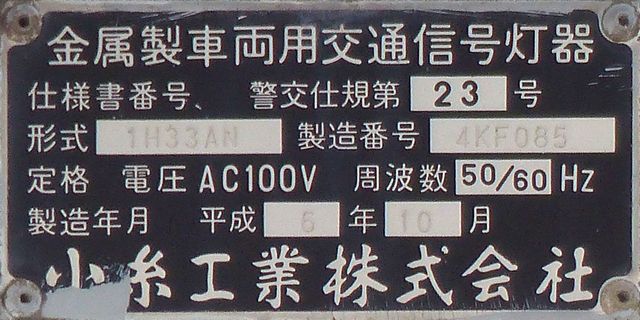 金属製車両用交通信号灯器
仕様書番号、 警交仕規第 23 号
形式 1H33AN 製造番号 4KF085
定格 電圧 AC100V 周波数 50/60 Hz
製造年月 平成 6 年 10 月
小糸工業株式会社